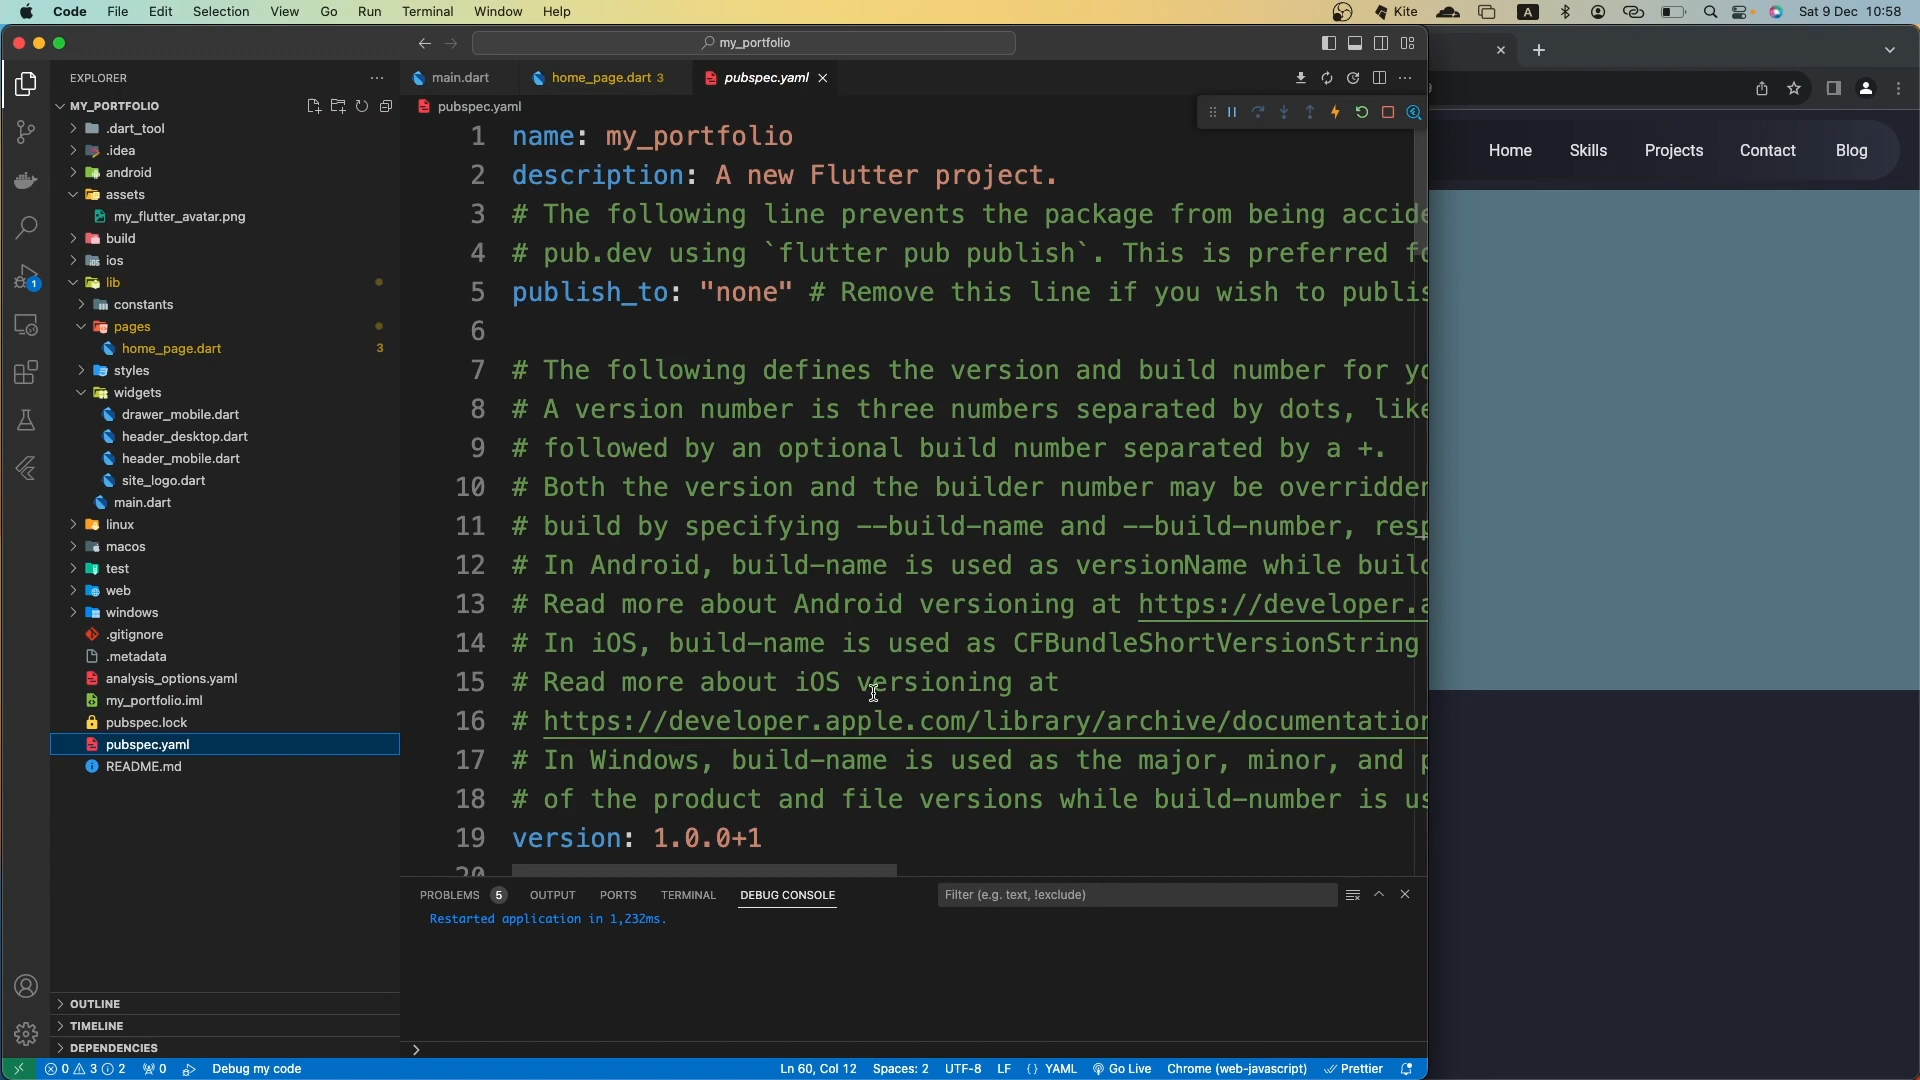 Code File Edit Selection View Go Run Terminal Window Help
Kite A Sat 9 Dec 10:58
my_portfolio
EXPLORER
MY_PORTFOLIO
.dart_tool
.idea
android
assets
my_flutter_avatar.png
build
ios
lib
constants
pages
home_page.dart 3
styles
widgets
drawer_mobile.dart
header_desktop.dart
header_mobile.dart
site_logo.dart
main.dart
linux
macos
test
web
windows
.gitignore
.metadata
analysis_options.yaml
my_portfolio.iml
pubspec.lock
pubspec.yaml
README.md
OUTLINE
TIMELINE
DEPENDENCIES
1
main.dart home_page.dart 3 pubspec.yaml
pubspec.yaml
1 name: my_portfolio
2 description: A new Flutter project.
3 # The following line prevents the package from being accide
4 # pub.dev using `flutter pub publish`. This is preferred fo
5 publish_to: "none" # Remove this line if you wish to publis
6
7 # The following defines the version and build number for yo
8 # A version number is three numbers separated by dots, like
9 # followed by an optional build number separated by a +.
10 # Both the version and the builder number may be overridden
11 # build by specifying --build-name and --build-number, resp
12 # In Android, build-name is used as versionName while build
13 # Read more about Android versioning at https://developer.a
14 # In iOS, build-name is used as CFBundleShortVersionString
15 # Read more about iOS versioning at
16 # https://developer.apple.com/library/archive/documentation
17 # In Windows, build-name is used as the major, minor, and p
18 # of the product and file versions while build-number is us
19 version: 1.0.0+1
20
PROBLEMS 5 OUTPUT PORTS TERMINAL DEBUG CONSOLE Filter (e.g. text, !exclude)
Restarted application in 1,232ms.
0 3 2 0 Debug my code Ln 60, Col 12 Spaces: 2 UTF-8 LF {} YAML Go Live Chrome (web-javascript) Prettier
Home Skills Projects Contact Blog